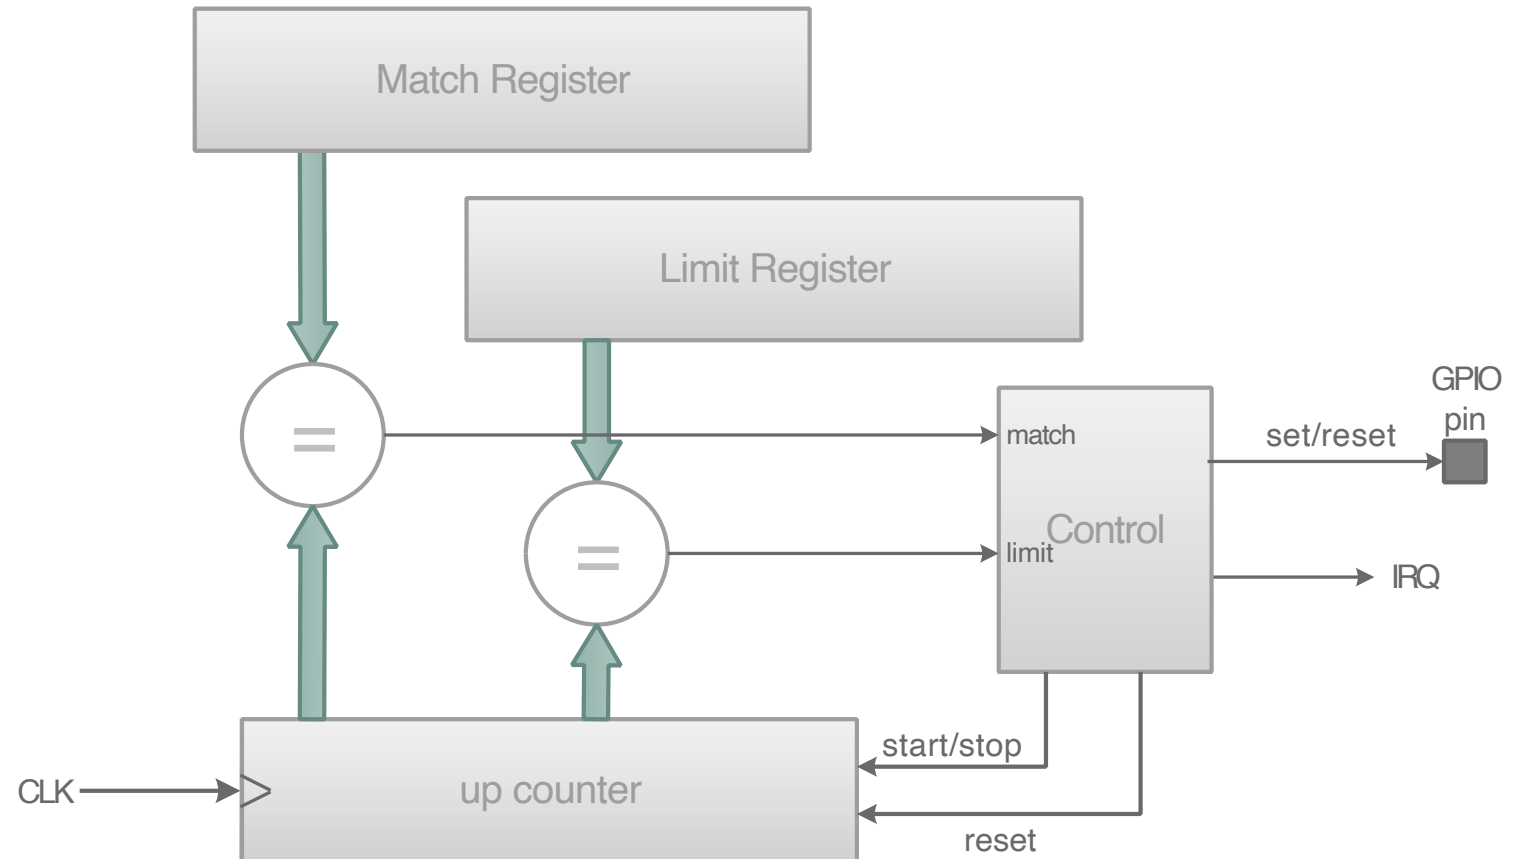 Match Register
Limit Register
GPIO
pin
=
match
set/reset
Control
=
limit
IRQ
start/stop
CLK
up counter
reset